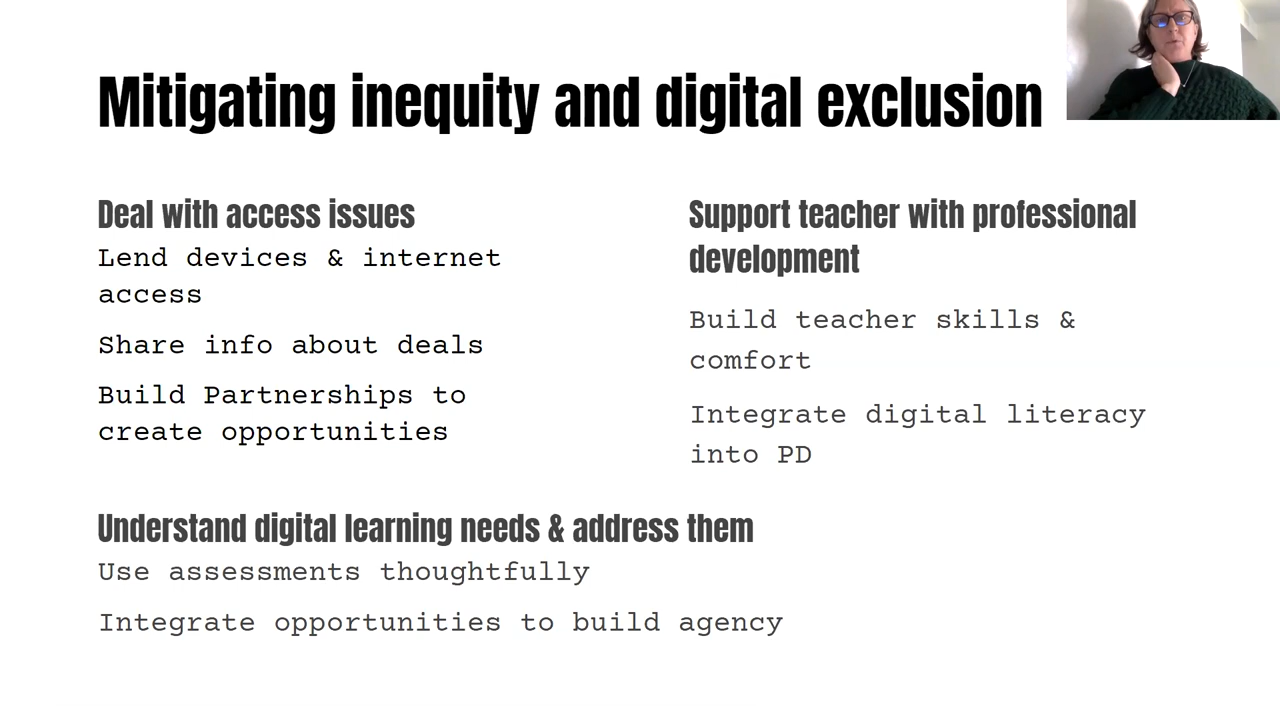 Mitigating inequity and digital exclusion
Deal with access issues
Lend devices & internet
access
Share info about deals
Build Partnerships to
create opportunities
Support teacher with professional
development
Build teacher skills &
comfort
Integrate digital literacy
into PD
Understand digital learning needs & address them
Use assessments thoughtfully
Integrate opportunities to build agency